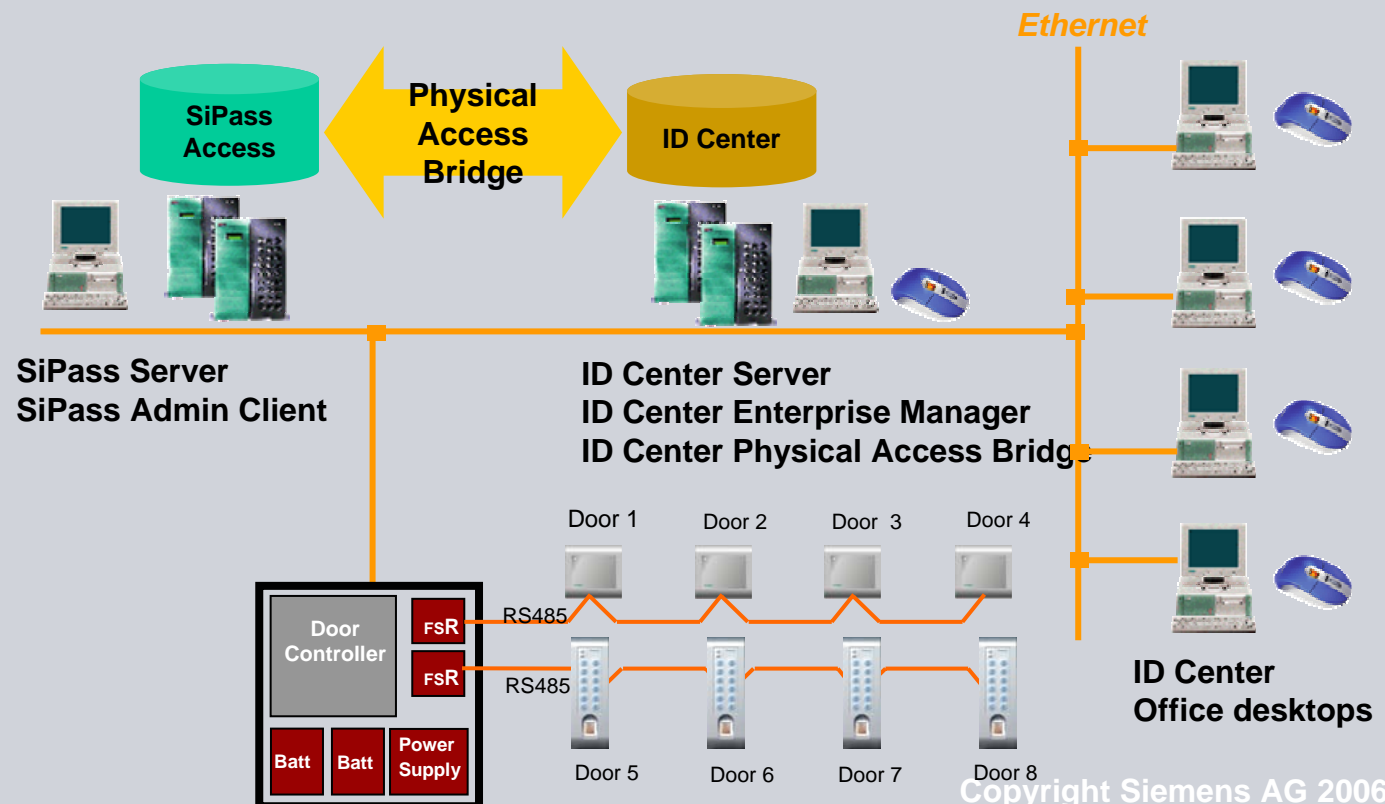 Ethernet
SiPass
Access
Physical
Access
Bridge
ID Center
SiPass Server
SiPass Admin Client
ID Center Server
ID Center Enterprise Manager
ID Center Physical Access Bridge
Door 1
Door 2
Door 3
Door 4
Door
Controller
FSR
RS485
FSR
RS485
Batt
Batt
Power
Supply
Door 5
Door 6
Door 7
Door 8
ID Center
Office desktops
Copyright Siemens AG 2006